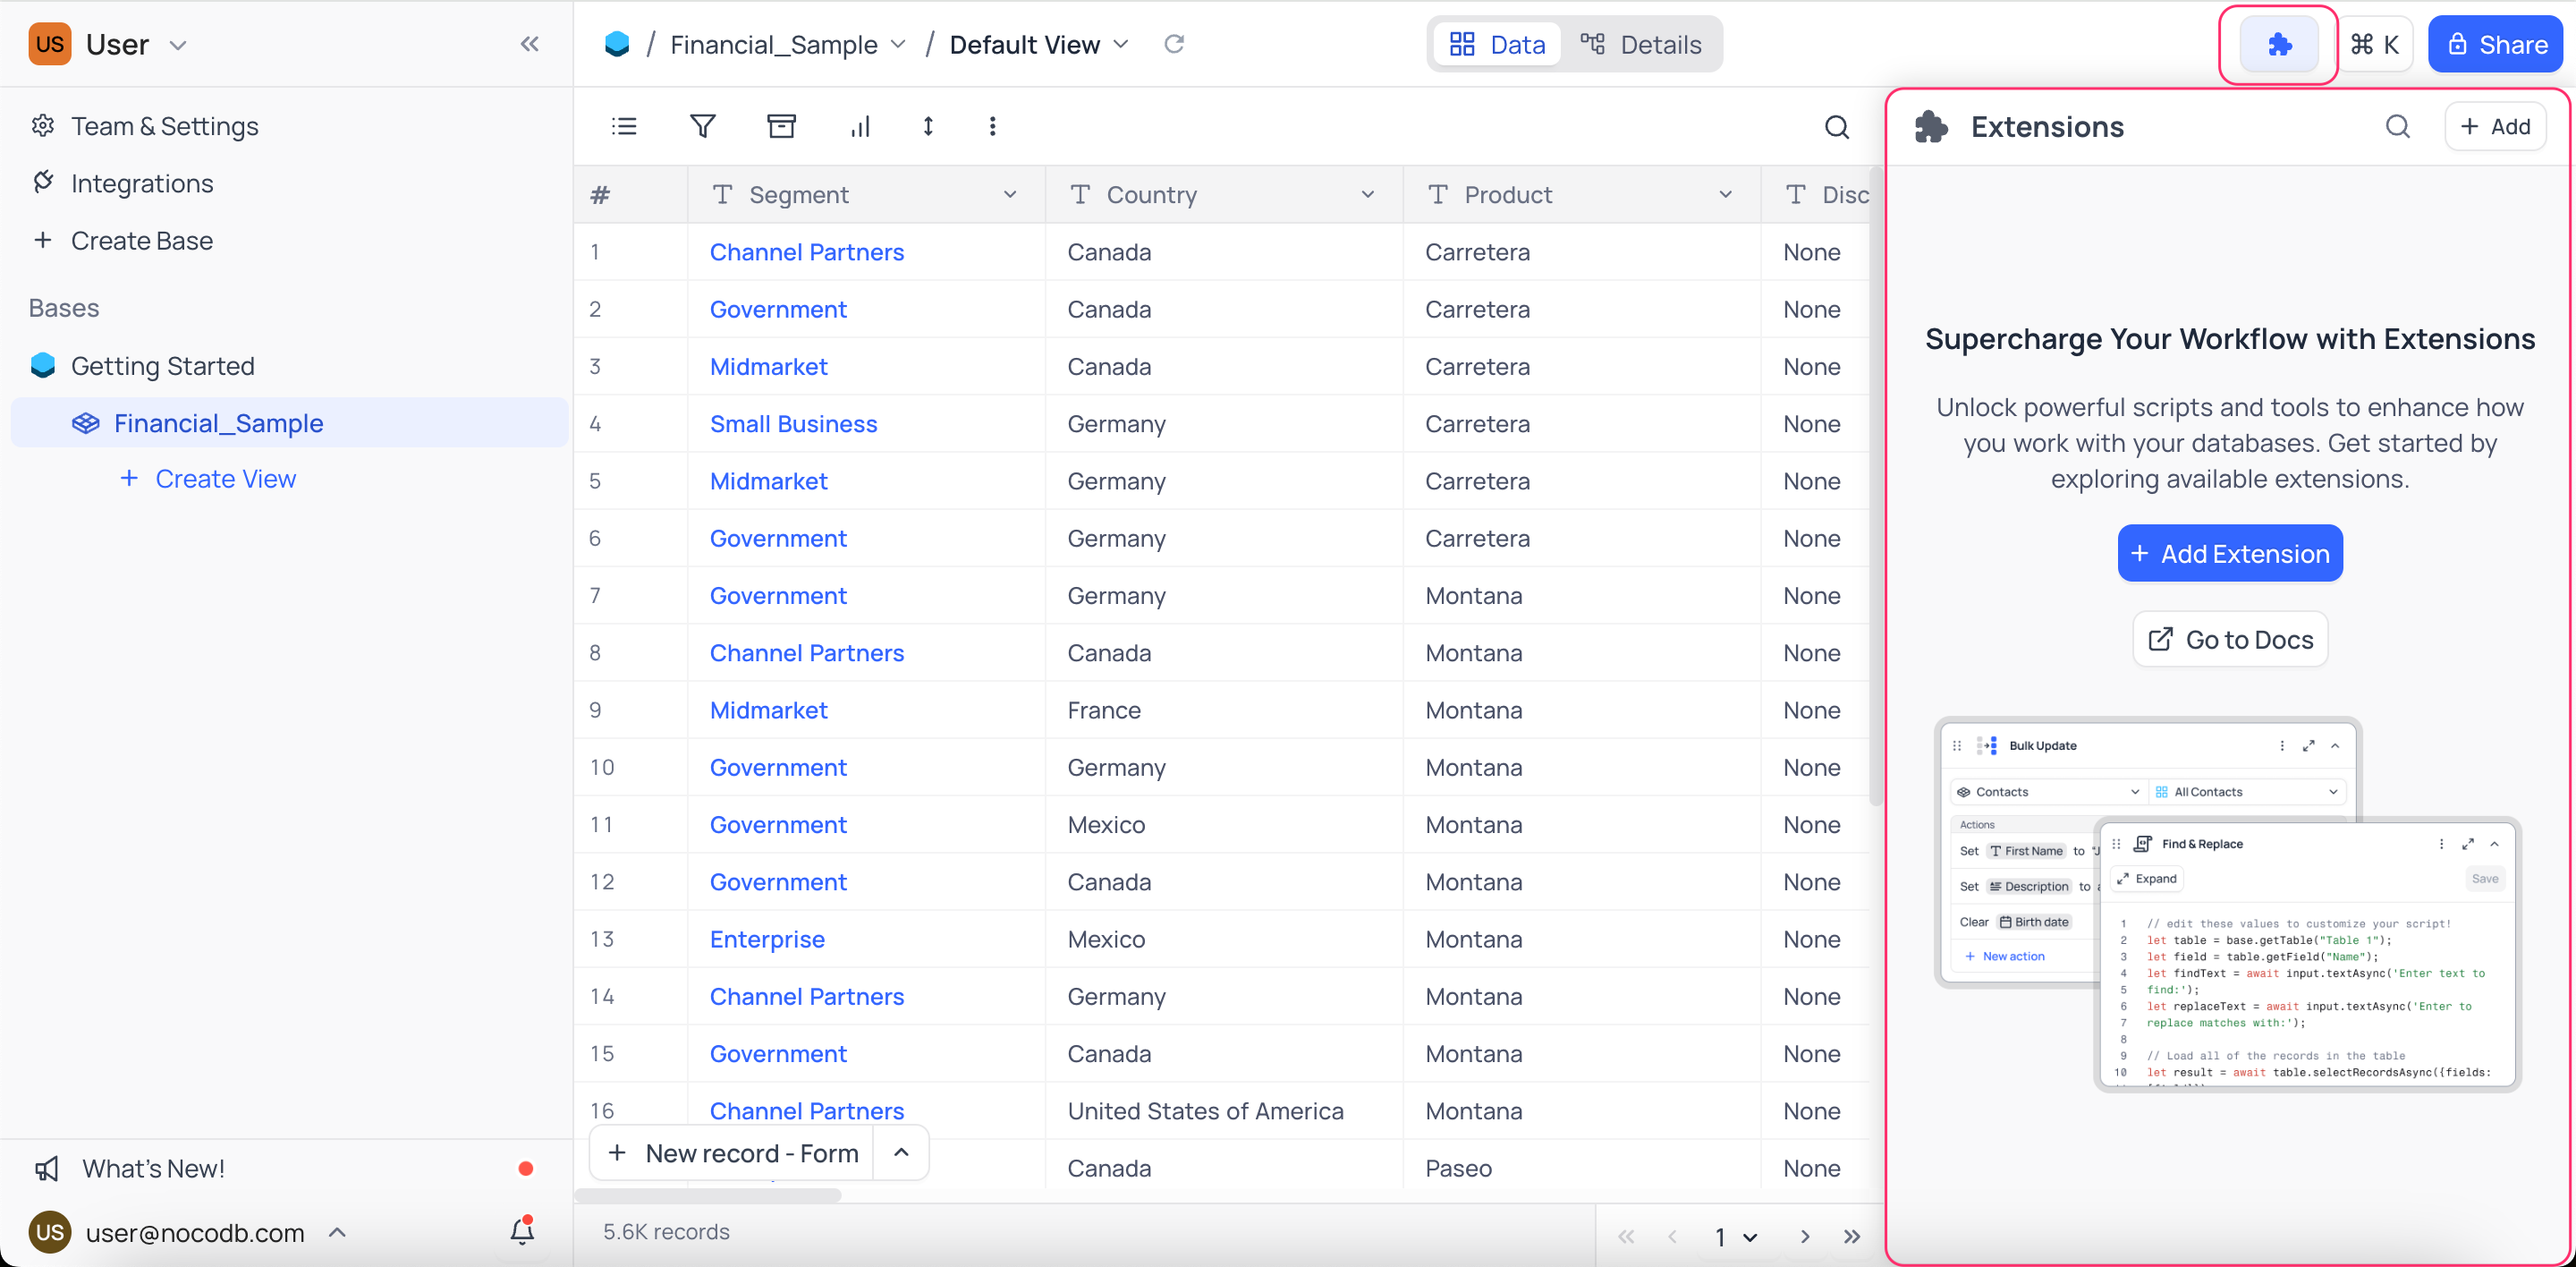 US User
Team & Settings
Integrations
+ Create Base
Bases
Getting Started
Financial_Sample
+ Create View
What's New!
US user@nocodb.com
/ Financial_Sample / Default View
Data Details
⌘ K
Share
# Segment Country Product Disc
1 Channel Partners Canada Carretera None
2 Government Canada Carretera None
3 Midmarket Canada Carretera None
4 Small Business Germany Carretera None
5 Midmarket Germany Carretera None
6 Government Germany Carretera None
7 Government Germany Montana None
8 Channel Partners Canada Montana None
9 Midmarket France Montana None
10 Government Germany Montana None
11 Government Mexico Montana None
12 Government Canada Montana None
13 Enterprise Mexico Montana None
14 Channel Partners Germany Montana None
15 Government Canada Montana None
16 Channel Partners United States of America Montana None
Canada Paseo None
+ New record - Form
5.6K records
1
Extensions
+ Add
Supercharge Your Workflow with Extensions
Unlock powerful scripts and tools to enhance how
you work with your databases. Get started by
exploring available extensions.
+ Add Extension
Go to Docs
Bulk Update
Contacts All Contacts
Actions
Set First Name to "J
Set Description to a
Clear Birth date
+ New action
Find & Replace
Expand Save
1 // edit these values to customize your script!
2 let table = base.getTable("Table 1");
3 let field = table.getField("Name");
4 let findText = await input.textAsync('Enter text to
5 find:');
6 let replaceText = await input.textAsync('Enter to
7 replace matches with:');
8
9 // Load all of the records in the table
10 let result = await table.selectRecordsAsync({fields: